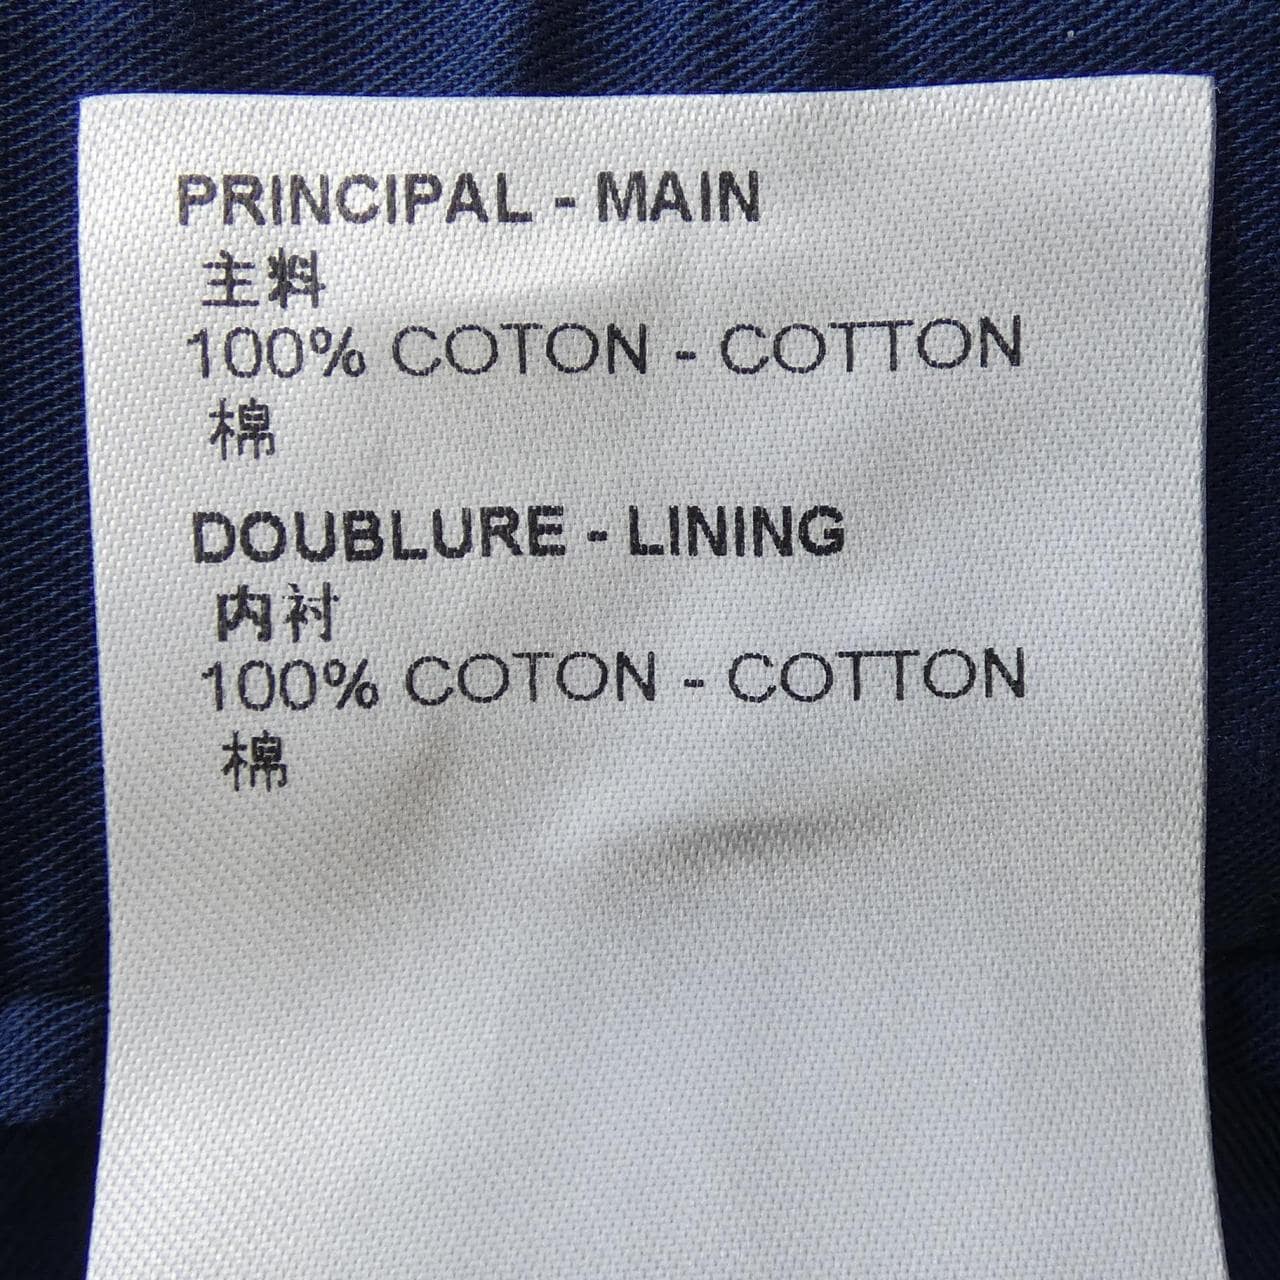 PRINCIPAL - MAIN
主料
100% COTON - COTTON
棉
DOUBLURE - LINING
内衬
100% COTON - COTTON
棉